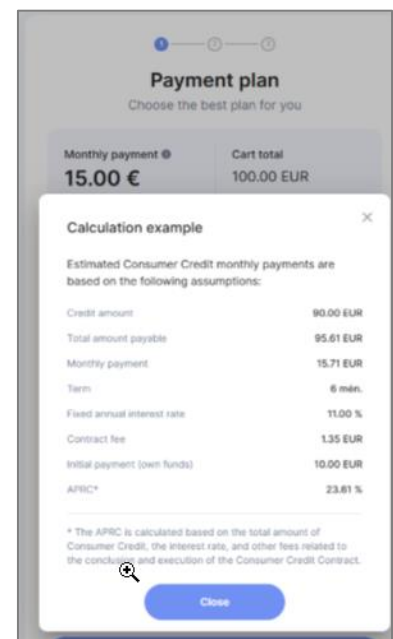 1 2 3
Payment plan
Choose the best plan for you
Monthly payment Cart total
15.00 € 100.00 EUR
Calculation example
Estimated Consumer Credit monthly payments are
based on the following assumptions:
Credit amount 90.00 EUR
Total amount payable 95.61 EUR
Monthly payment 15.71 EUR
Term 6 mėn.
Fixed annual interest rate 11.00 %
Contract fee 1.35 EUR
Initial payment (own funds) 10.00 EUR
APRC* 23.61 %
* The APRC is calculated based on the total amount of
Consumer Credit, the interest rate, and other fees related to
the conclusion and execution of the Consumer Credit Contract.
Close